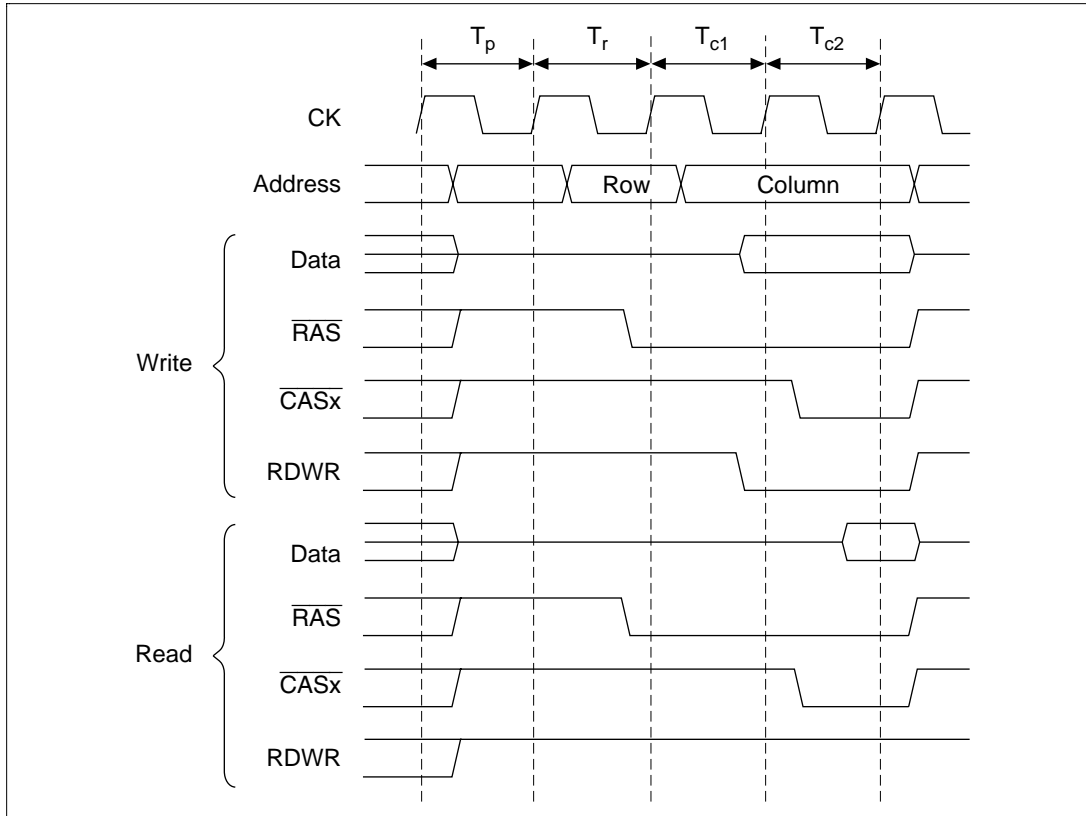 Tp Tr Tc1 Tc2
CK
Address Row Column
Data
RAS
Write
CASx
RDWR
Data
RAS
Read
CASx
RDWR